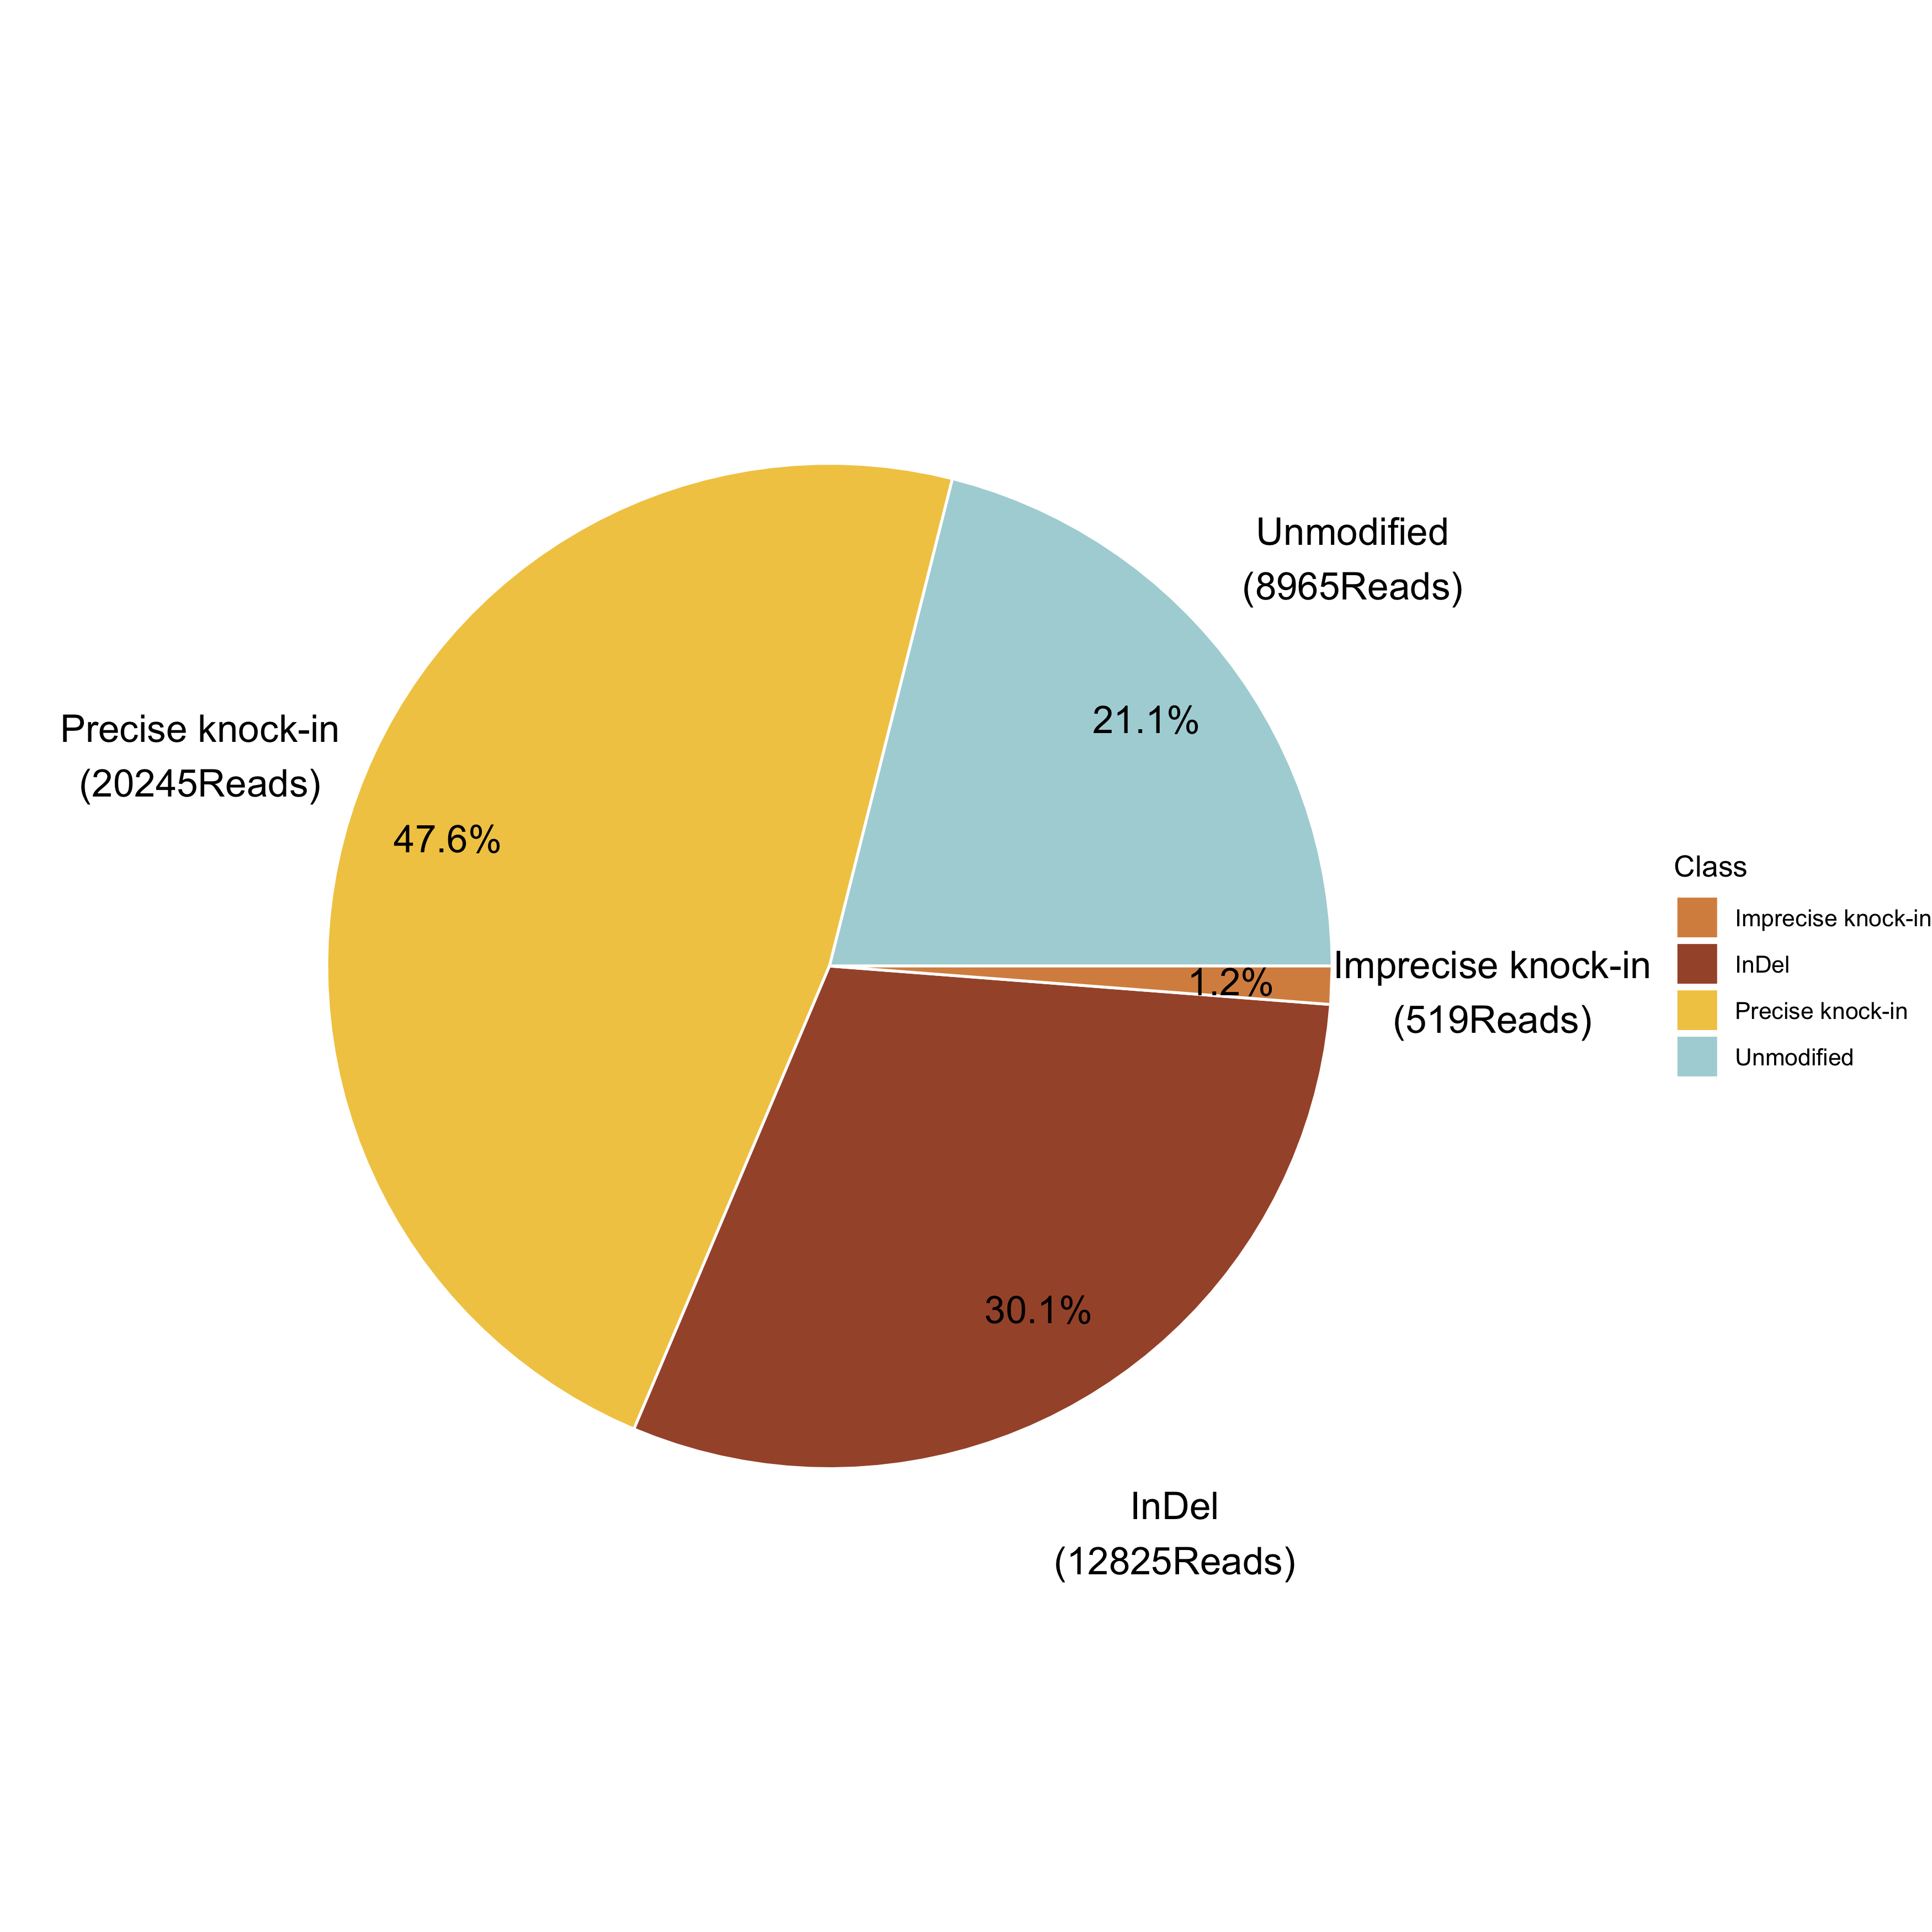 Unmodified
(8965Reads)
21.1%
Precise knock-in
(20245Reads)
47.6%
Imprecise knock-in
(519Reads)
1.2%
30.1%
InDel
(12825Reads)
Class
Imprecise knock-in
InDel
Precise knock-in
Unmodified